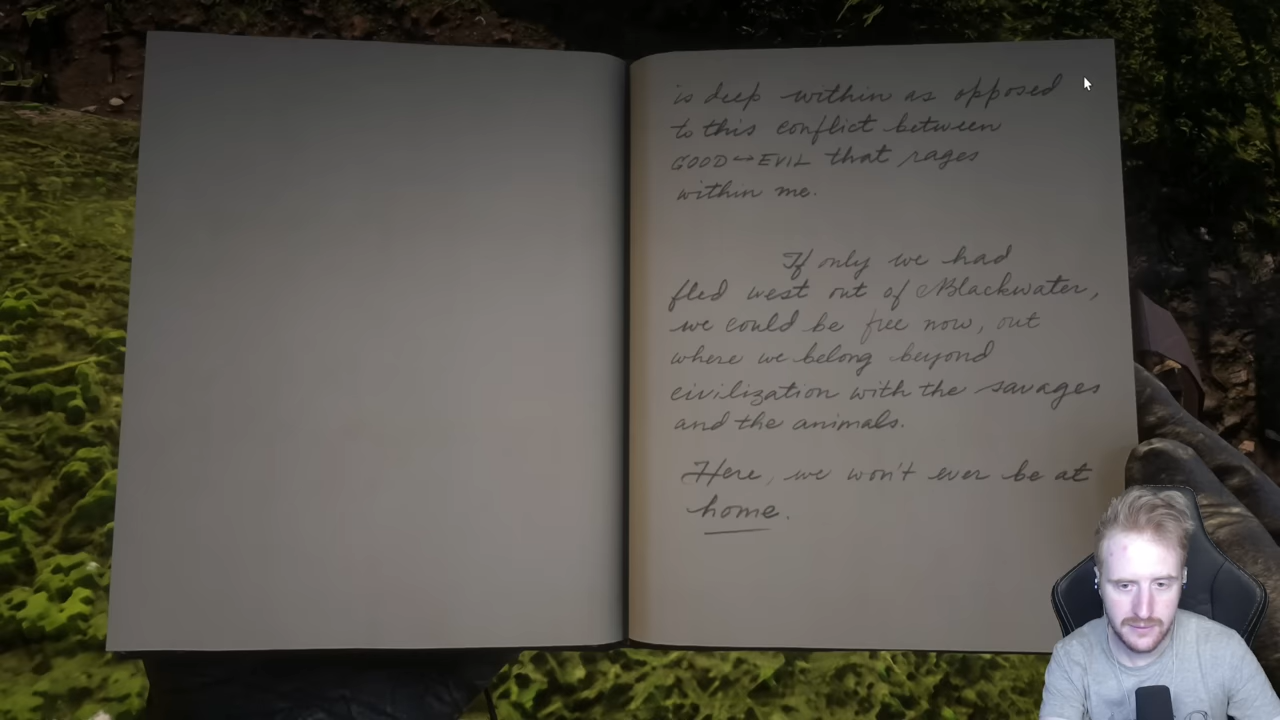 is deep within as opposed
to this conflict between
GOOD↔EVIL that rages
within me.
If only we had
fled west out of Blackwater,
we could be free now, out
where we belong beyond
civilization with the savages
and the animals.
Here, we won't ever be at
home.